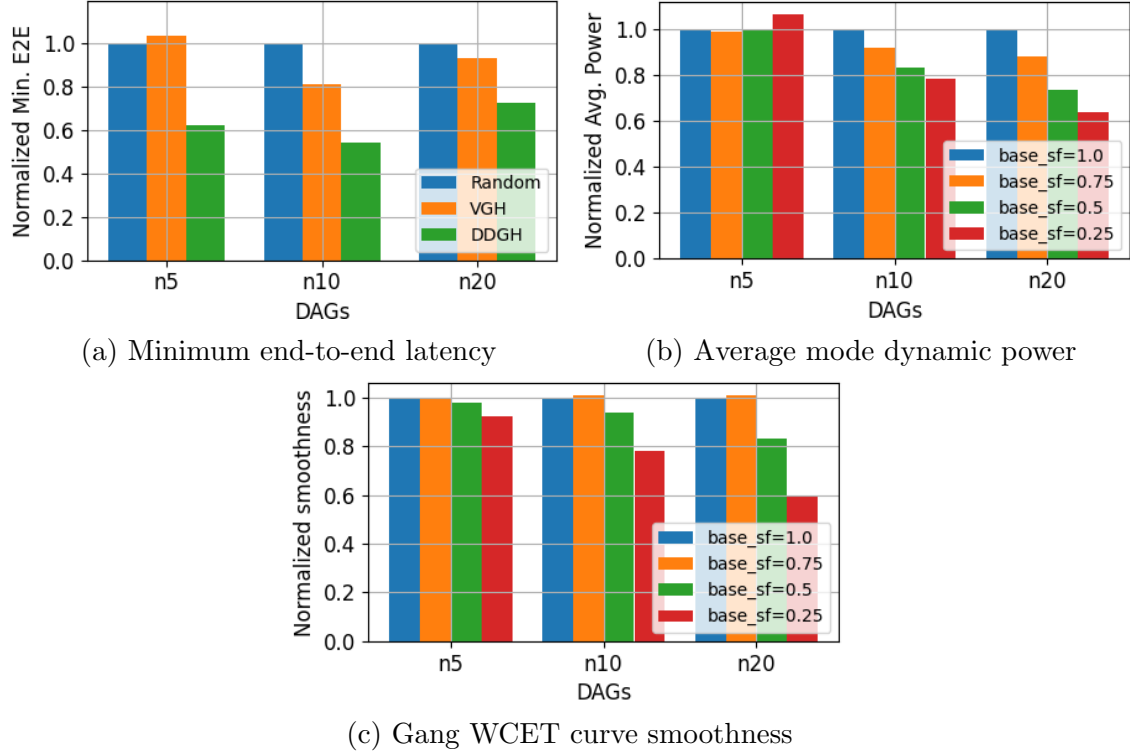 Normalized Min. E2E
1.0
0.8
0.6
0.4
0.2
0.0
Random
VGH
DDGH
n5
n10
n20
DAGs
(a) Minimum end-to-end latency
Normalized Avg. Power
1.0
0.8
0.6
0.4
0.2
0.0
base_sf=1.0
base_sf=0.75
base_sf=0.5
base_sf=0.25
n5
n10
n20
DAGs
(b) Average mode dynamic power
Normalized smoothness
1.0
0.8
0.6
0.4
0.2
0.0
base_sf=1.0
base_sf=0.75
base_sf=0.5
base_sf=0.25
n5
n10
n20
DAGs
(c) Gang WCET curve smoothness